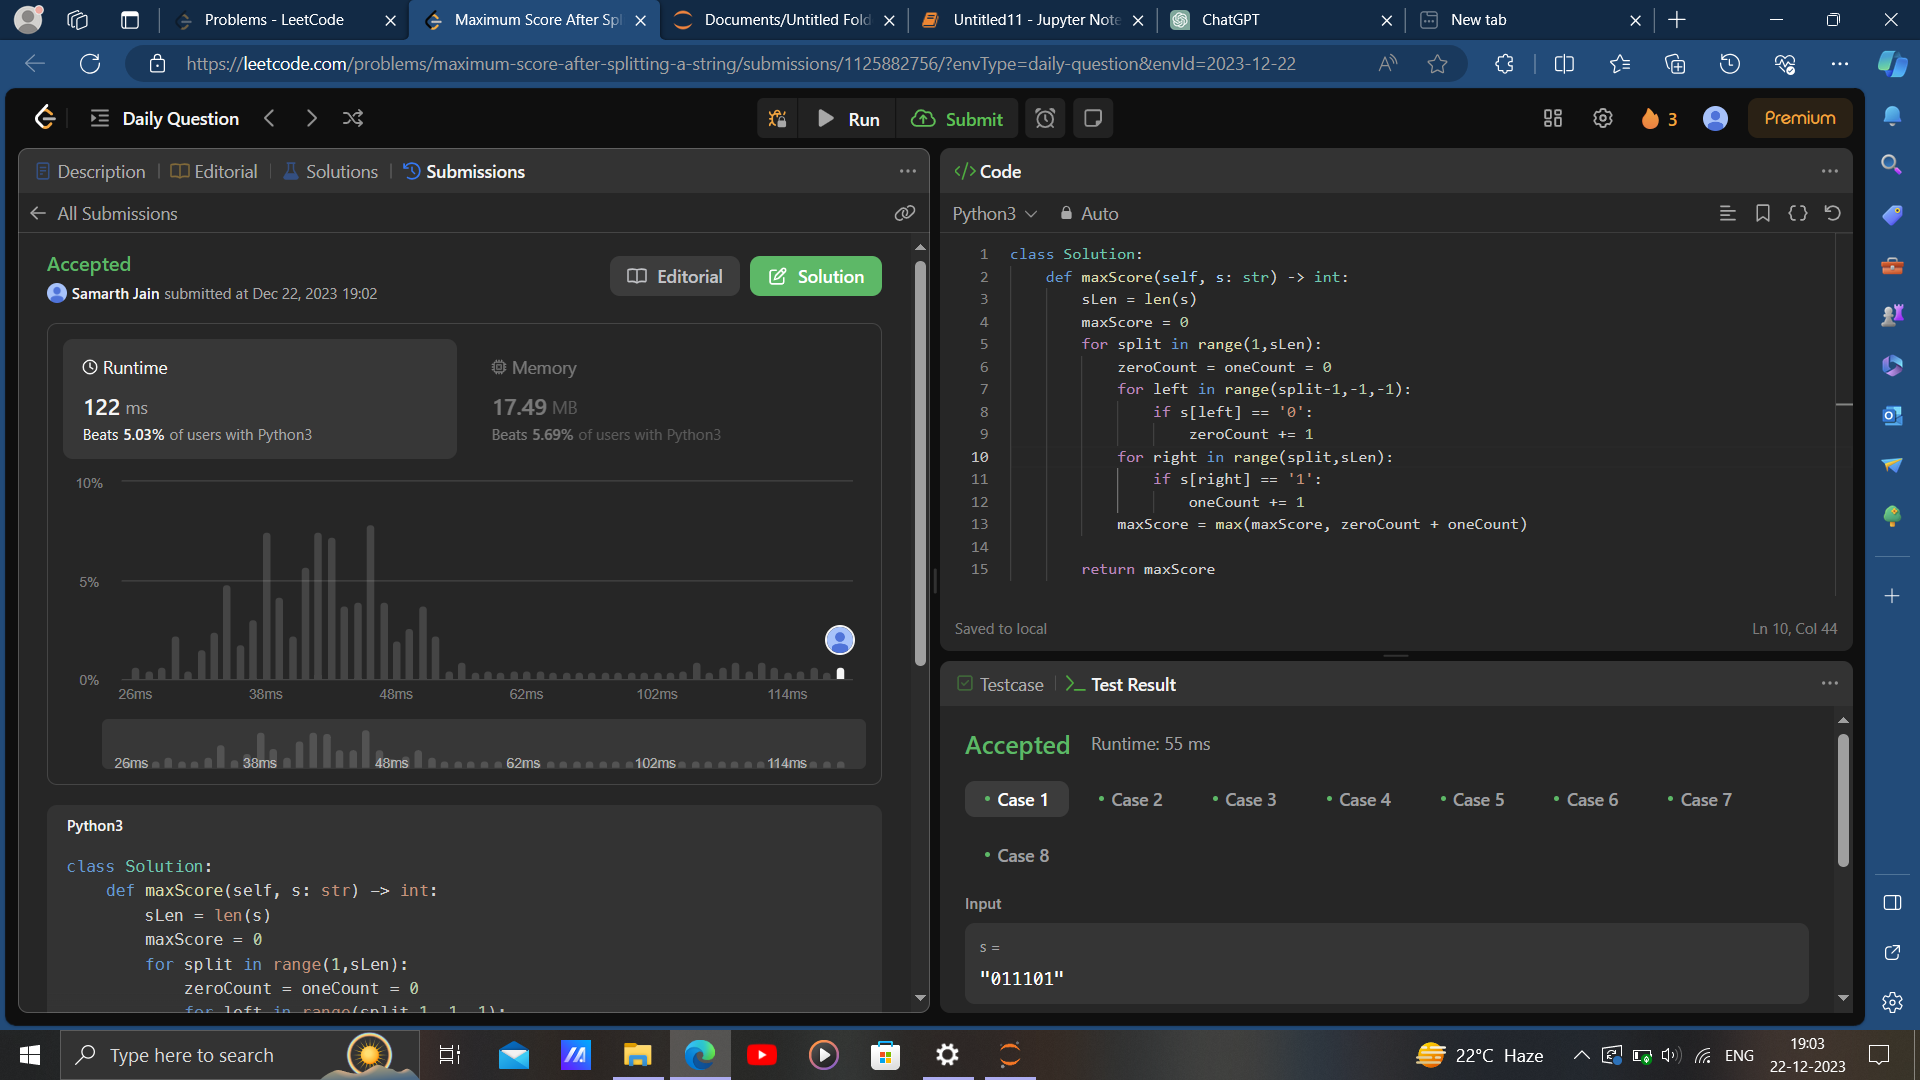 Problems - LeetCode
Maximum Score After Spl
Documents/Untitled Fold
Untitled11 - Jupyter Note
ChatGPT
New tab
https://leetcode.com/problems/maximum-score-after-splitting-a-string/submissions/1125882756/?envType=daily-question&envId=2023-12-22
Daily Question
Run
Submit
3
Premium
Description
Editorial
Solutions
Submissions
All Submissions
Accepted
Samarth Jain submitted at Dec 22, 2023 19:02
Editorial
Solution
Runtime
122 ms
Beats 5.03% of users with Python3
Memory
17.49 MB
Beats 5.69% of users with Python3
10%
5%
0%
26ms 38ms 48ms 62ms 102ms 114ms
26ms 38ms 48ms 62ms 102ms 114ms
Python3
class Solution:
def maxScore(self, s: str) -> int:
sLen = len(s)
maxScore = 0
for split in range(1,sLen):
zeroCount = oneCount = 0
for left in range(split-1,-1,-1):
Code
Python3
Auto
1 class Solution:
2 def maxScore(self, s: str) -> int:
3 sLen = len(s)
4 maxScore = 0
5 for split in range(1,sLen):
6 zeroCount = oneCount = 0
7 for left in range(split-1,-1,-1):
8 if s[left] == '0':
9 zeroCount += 1
10 for right in range(split,sLen):
11 if s[right] == '1':
12 oneCount += 1
13 maxScore = max(maxScore, zeroCount + oneCount)
14
15 return maxScore
Saved to local
Ln 10, Col 44
Testcase
Test Result
Accepted
Runtime: 55 ms
Case 1
Case 2
Case 3
Case 4
Case 5
Case 6
Case 7
Case 8
Input
s =
"011101"
Type here to search
22°C Haze
ENG
19:03
22-12-2023